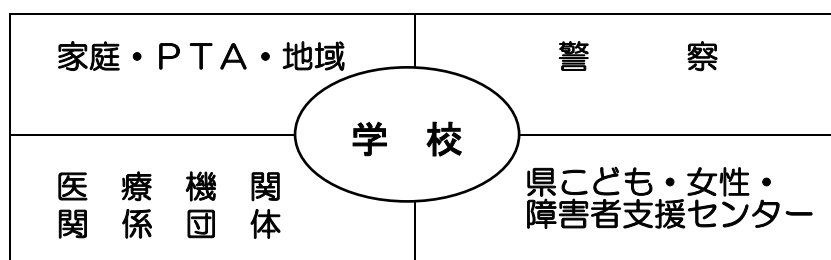 家庭・ＰＴＡ・地域
警　察
学　校
医　療　機　関
関　係　団　体
県こども・女性・
障害者支援センター